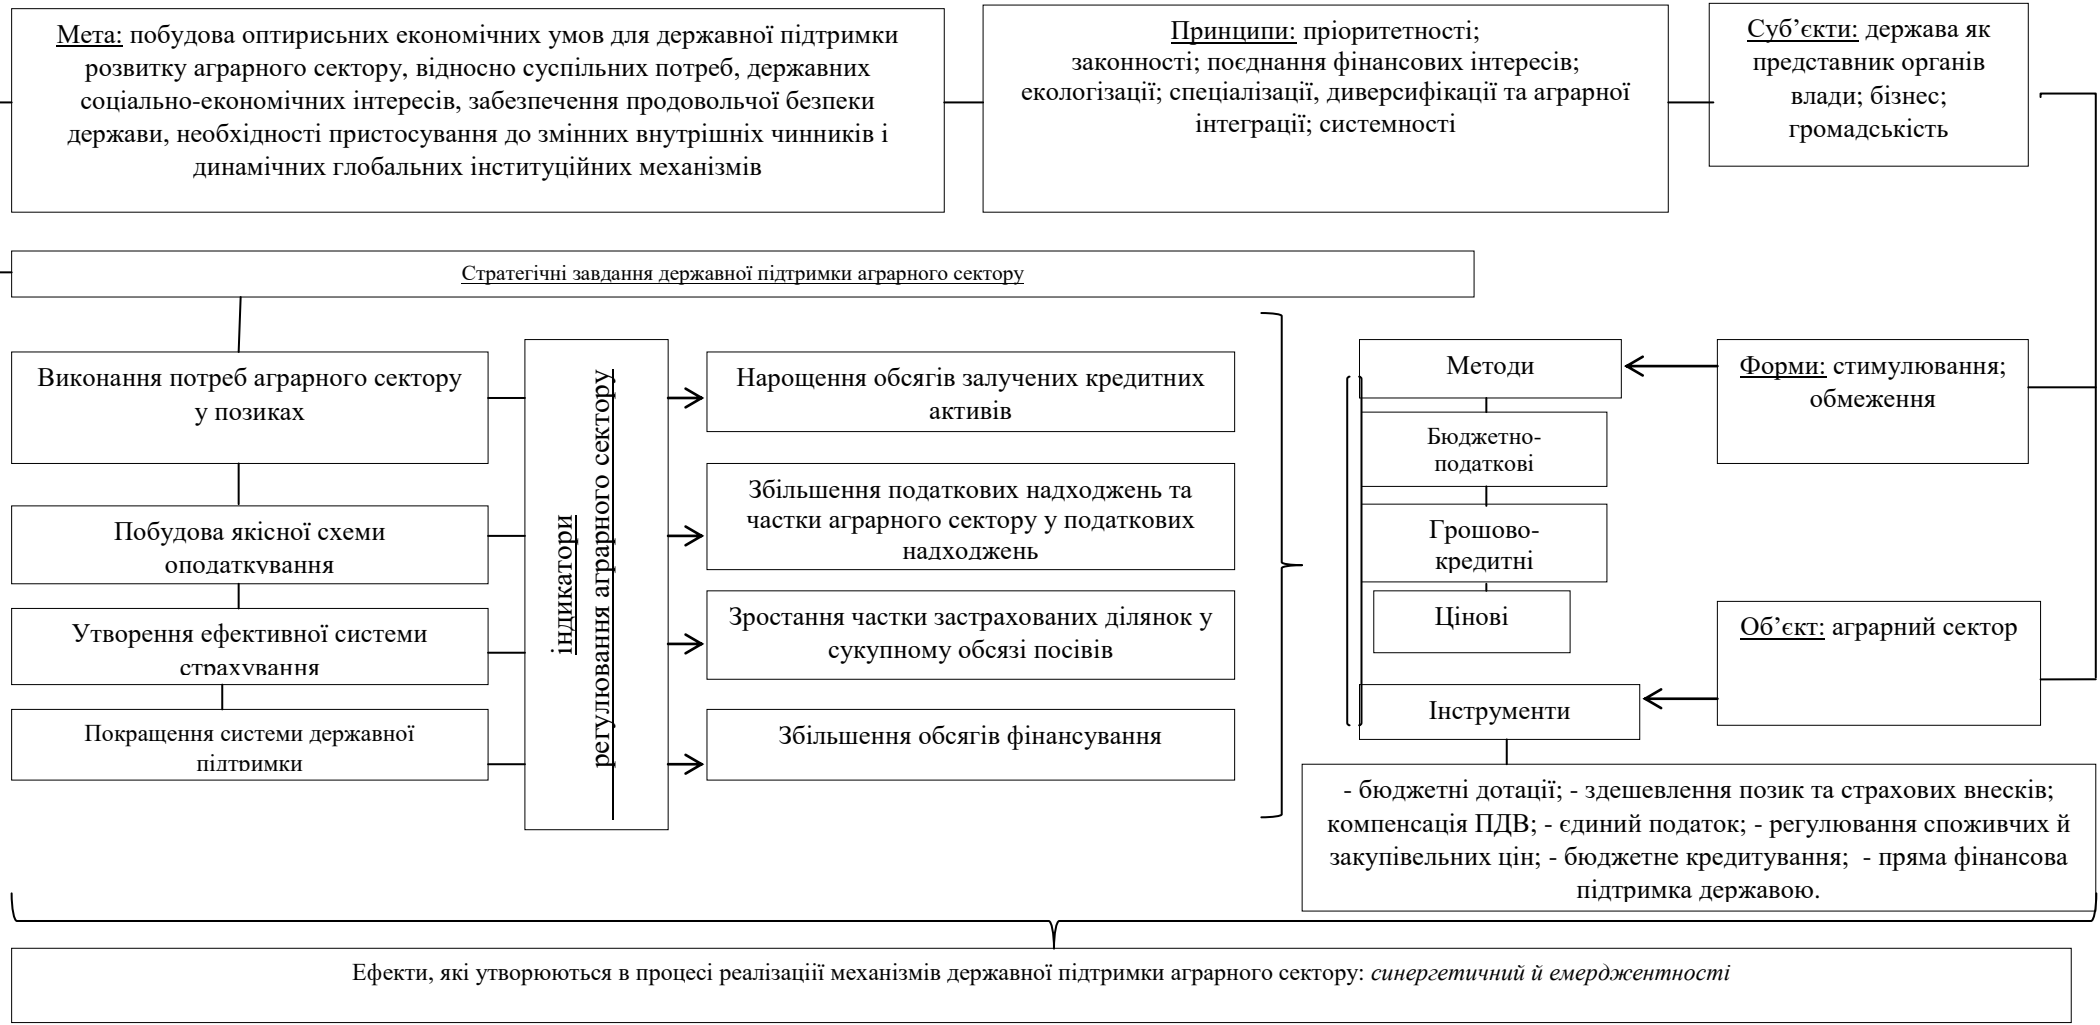 Мета: побудова оптирисьних економічних умов для державної підтримки
розвитку аграрного сектору, відносно суспільних потреб, державних
соціально-економічних інтересів, забезпечення продовольчої безпеки
держави, необхідності пристосування до змінних внутрішніх чинників і
динамічних глобальних інституційних механізмів
Принципи: пріоритетності;
законності; поєднання фінансових інтересів;
екологізації; спеціалізації, диверсифікації та аграрної
інтеграції; системності
Суб’єкти: держава як
представник органів
влади; бізнес;
громадськість
Стратегічні завдання державної підтримки аграрного сектору
Виконання потреб аграрного сектору
у позиках
Побудова якісної схеми
оподаткування
Утворення ефективної системи
страхування
Покращення системи державної
підтримки
індикатори
регулювання аграрного сектору
Нарощення обсягів залучених кредитних
активів
Збільшення податкових надходжень та
частки аграрного сектору у податкових
надходжень
Зростання частки застрахованих ділянок у
сукупному обсязі посівів
Збільшення обсягів фінансування
Методи
Бюджетно-
податкові
Грошово-
кредитні
Цінові
Інструменти
Форми: стимулювання;
обмеження
Об’єкт: аграрний сектор
- бюджетні дотації; - здешевлення позик та страхових внесків;
компенсація ПДВ; - єдиний податок; - регулювання споживчих й
закупівельних цін; - бюджетне кредитування;  - пряма фінансова
підтримка державою.
Ефекти, які утворюються в процесі реалізаціїї механізмів державної підтримки аграрного сектору: синергетичний й емерджентності